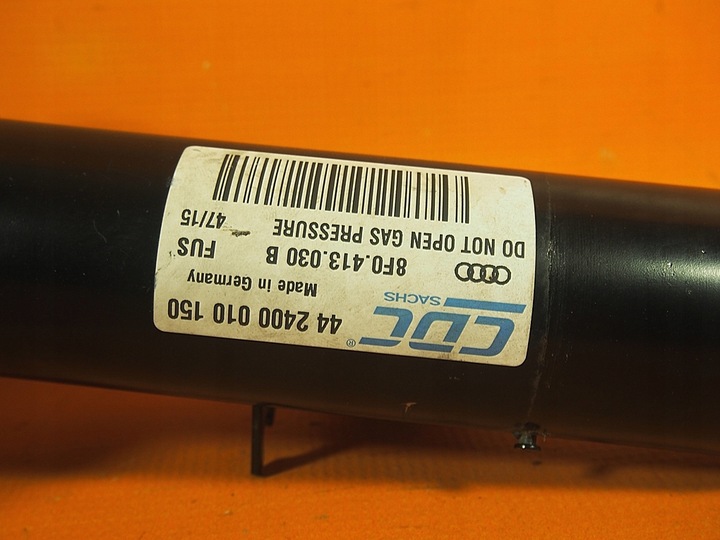 CDC®
SACHS
44 2400 010 150
Made in Germany
8F0.413.030 B
FUS
DO NOT OPEN GAS PRESSURE
47/15